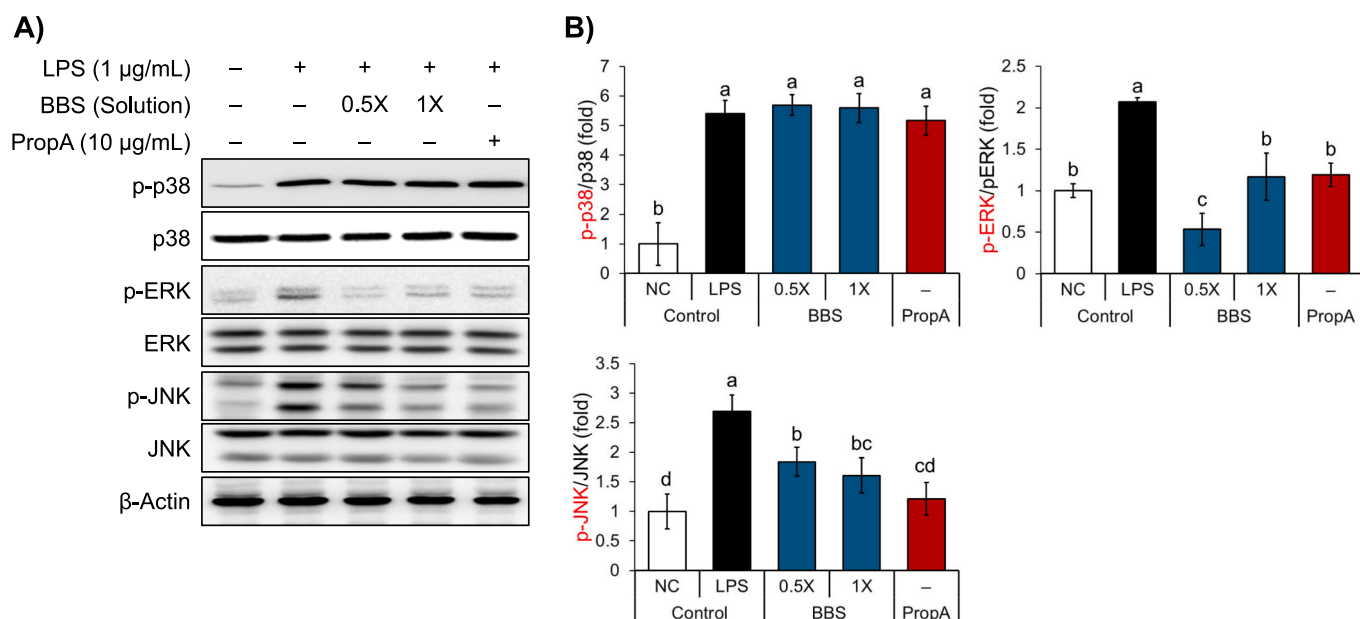 A)
LPS (1 µg/mL) – + + + +
BBS (Solution) – – 0.5X 1X –
PropA (10 µg/mL) – – – – +
p-p38
p38
p-ERK
ERK
p-JNK
JNK
β-Actin
B)
p-p38/p38 (fold)
7
6
5
4
3
2
1
0
b a a a a
NC LPS 0.5X 1X –
Control BBS PropA
p-ERK/pERK (fold)
2.5
2
1.5
1
0.5
0
b a c b b
NC LPS 0.5X 1X –
Control BBS PropA
p-JNK/JNK (fold)
3.5
3
2.5
2
1.5
1
0.5
0
d a b bc cd
NC LPS 0.5X 1X –
Control BBS PropA